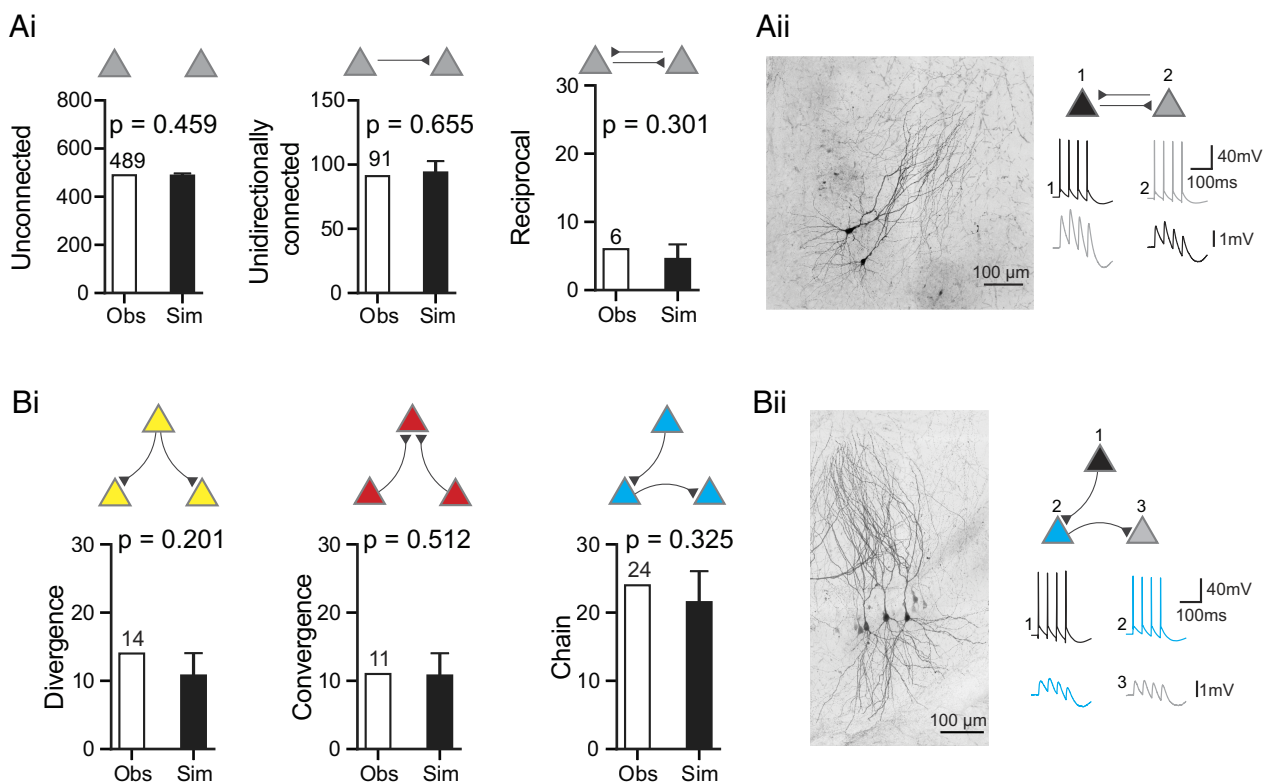 Ai
Unconnected
800
600
400
200
0
p = 0.459
489
Obs Sim
Unidirectionally
connected
150
100
50
0
p = 0.655
91
Obs Sim
Reciprocal
30
20
10
0
p = 0.301
6
Obs Sim
Aii
100 µm
1 2
1
2
40mV
100ms
1mV
Bi
Divergence
30
20
10
0
p = 0.201
14
Obs Sim
Convergence
30
20
10
0
p = 0.512
11
Obs Sim
Chain
30
20
10
0
p = 0.325
24
Obs Sim
Bii
100 µm
1
2 3
1
2
40mV
100ms
3
1mV